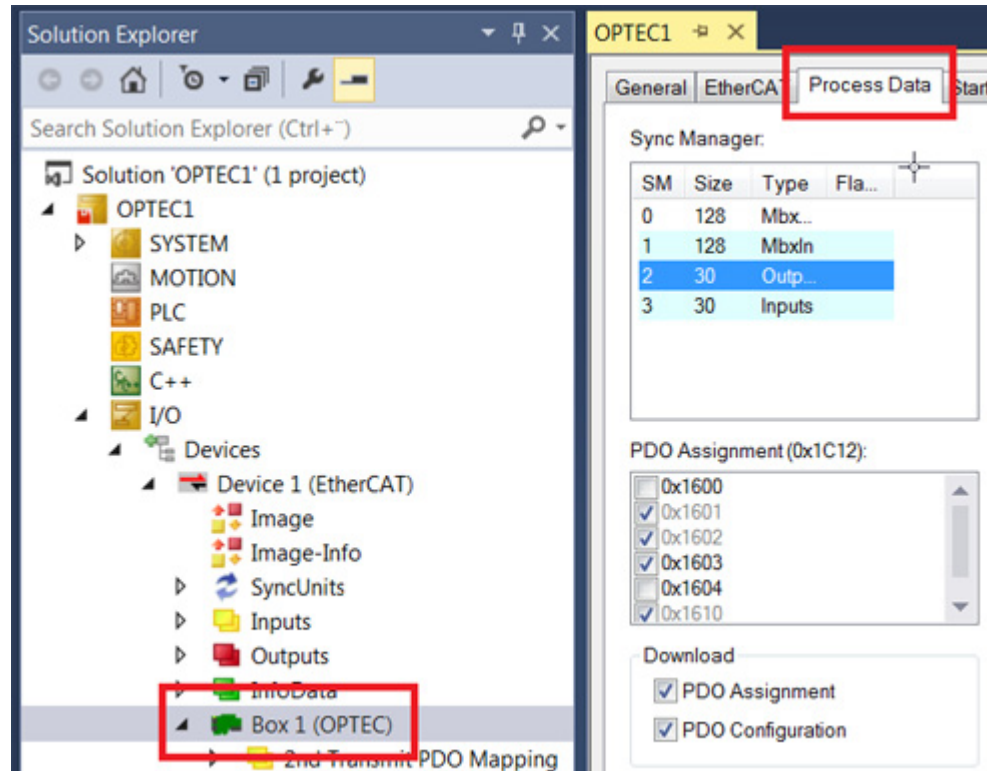 Solution Explorer
Search Solution Explorer (Ctrl+¨)
Solution 'OPTEC1' (1 project)
OPTEC1
SYSTEM
MOTION
PLC
SAFETY
C++
I/O
Devices
Device 1 (EtherCAT)
Image
Image-Info
SyncUnits
Inputs
Outputs
InfoData
Box 1 (OPTEC)
2nd Transmit PDO Mapping
OPTEC1
General EtherCAT Process Data Start
Sync Manager:
SM Size Type Fla...
0 128 Mbx...
1 128 MbxIn
2 30 Outp...
3 30 Inputs
PDO Assignment (0x1C12):
0x1600
0x1601
0x1602
0x1603
0x1604
0x1610
Download
PDO Assignment
PDO Configuration